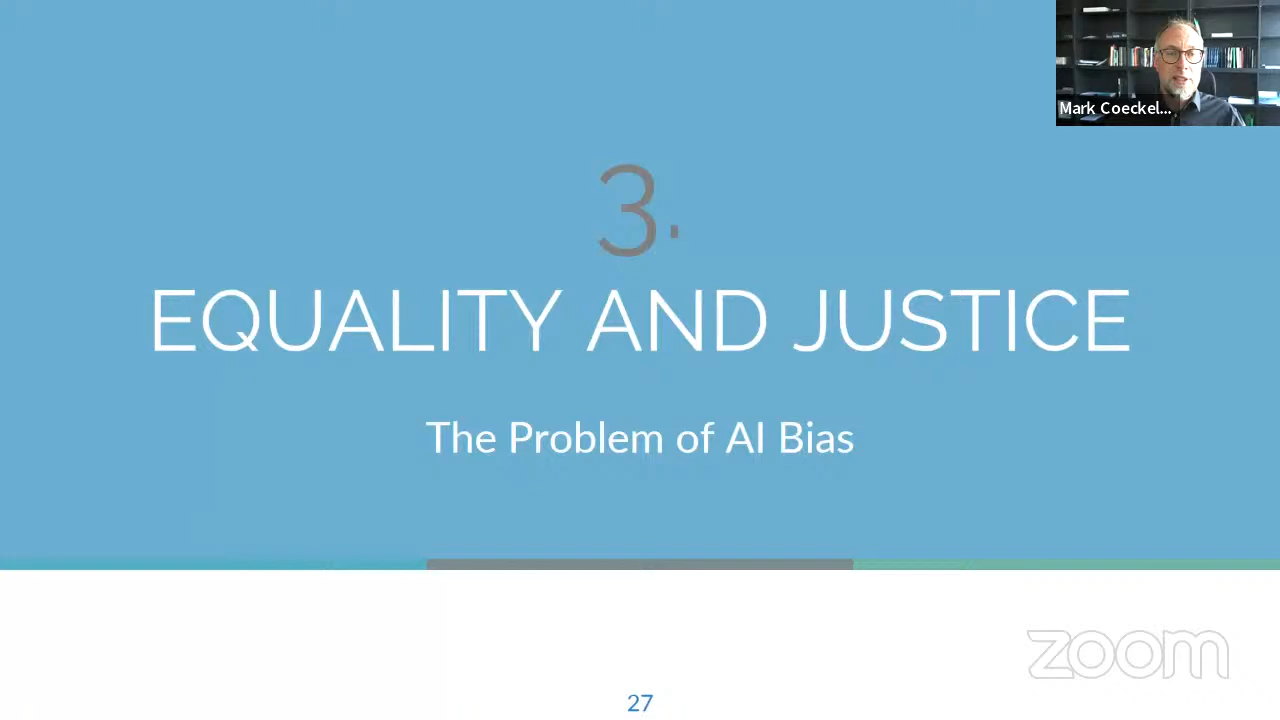 Mark Coeckel...
3.
EQUALITY AND JUSTICE
The Problem of AI Bias
zoom
27